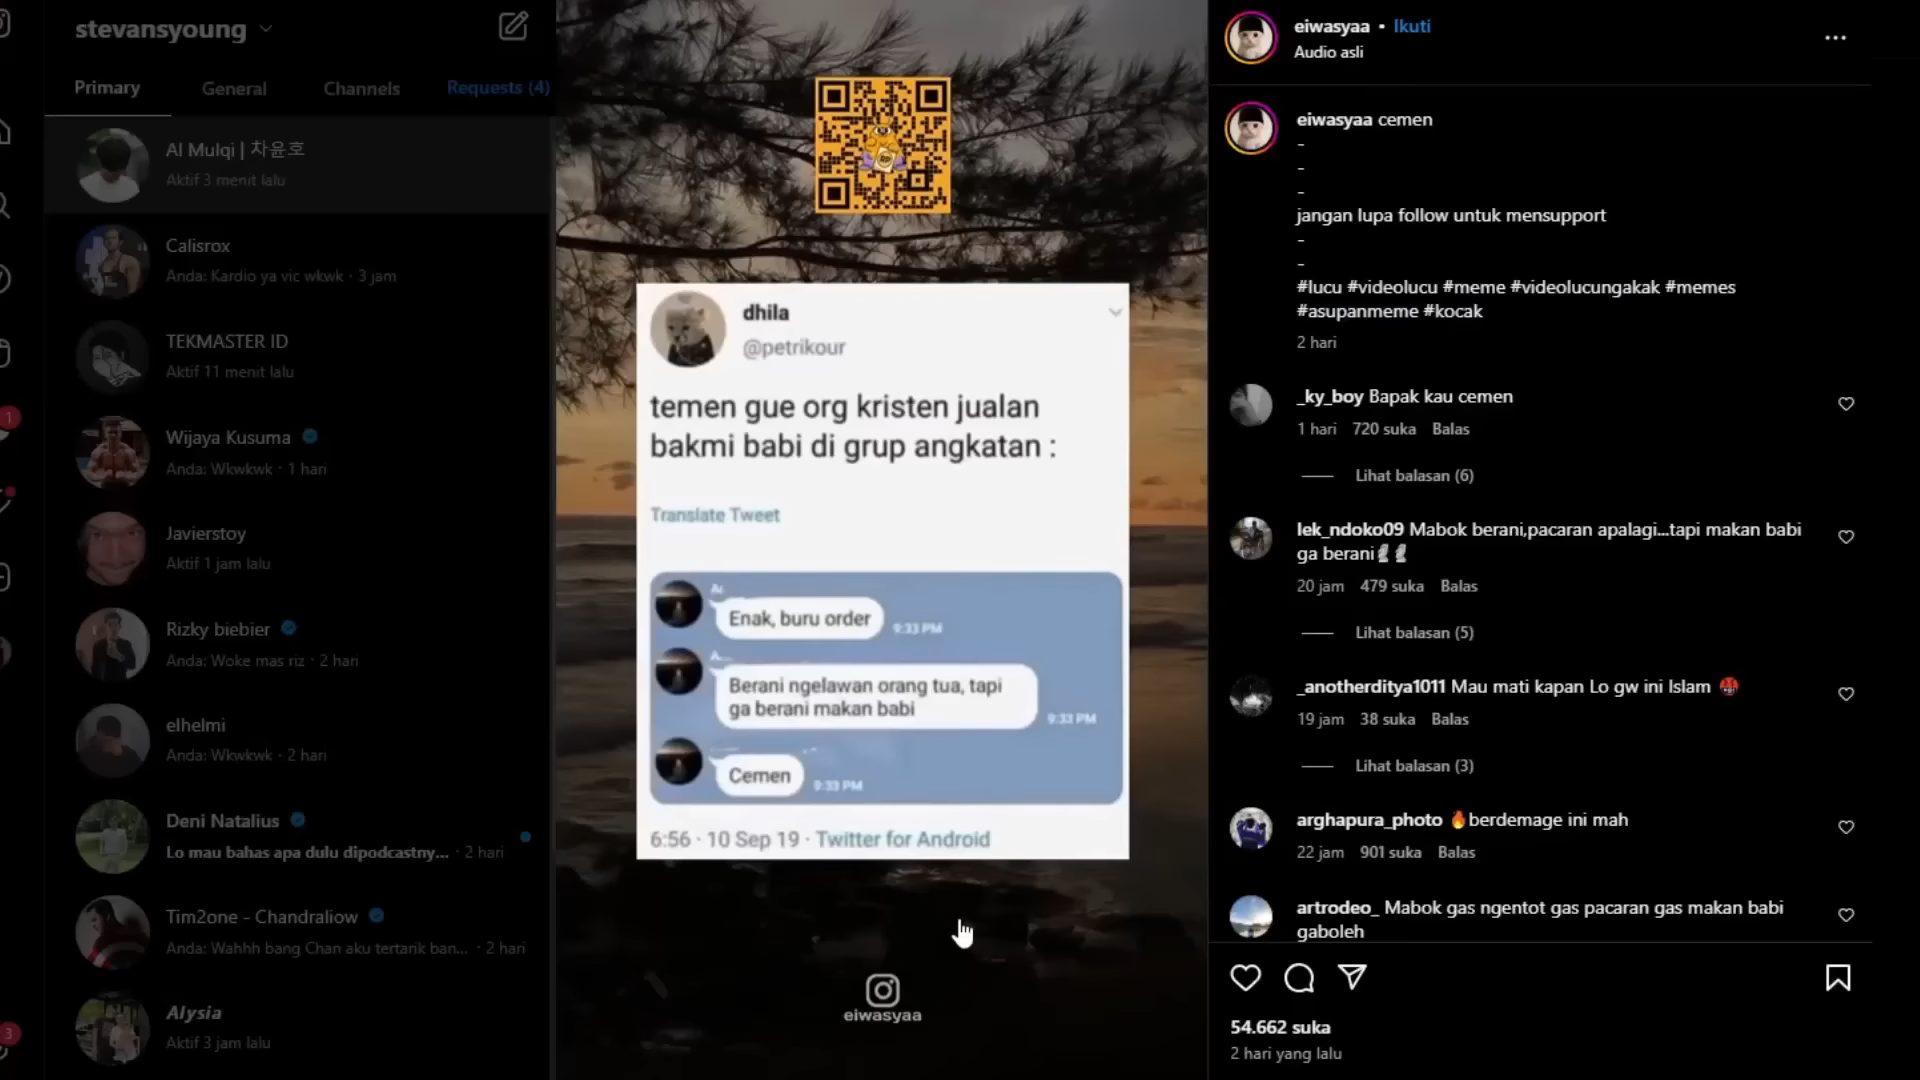 stevansyoung
Primary
General
Channels
Requests (4)
Al Mulqi | 차윤호
Aktif 3 menit lalu
Calisrox
Anda: Kardio ya vic wkwk · 3 jam
TEKMASTER ID
Aktif 11 menit lalu
Wijaya Kusuma
Anda: Wkwkwk · 1 hari
Javierstoy
Aktif 1 jam lalu
Rizky biebier
Anda: Woke mas riz · 2 hari
elhelmi
Anda: Wkwkwk · 2 hari
Deni Natalius
Lo mau bahas apa dulu dipodcastny... · 2 hari
Tim2one - Chandraliow
Anda: Wahhh bang Chan aku tertarik ban... · 2 hari
Alysia
Aktif 3 jam lalu
1
3
dhila
@petrikour
temen gue org kristen jualan
bakmi babi di grup angkatan :
Translate Tweet
Enak, buru order
9:33 PM
Berani ngelawan orang tua, tapi
ga berani makan babi
9:33 PM
Cemen
9:33 PM
6:56 · 10 Sep 19 · Twitter for Android
eiwasyaa
eiwasyaa • Ikuti
Audio asli
eiwasyaa cemen
-
-
-
jangan lupa follow untuk mensupport
-
-
#lucu #videolucu #meme #videolucungakak #memes
#asupanmeme #kocak
2 hari
_ky_boy Bapak kau cemen
1 hari 720 suka Balas
Lihat balasan (6)
lek_ndoko09 Mabok berani,pacaran apalagi...tapi makan babi
ga berani
20 jam 479 suka Balas
Lihat balasan (5)
_anotherditya1011 Mau mati kapan Lo gw ini Islam
19 jam 38 suka Balas
Lihat balasan (3)
arghapura_photo 🔥berdemage ini mah
22 jam 901 suka Balas
artrodeo_ Mabok gas ngentot gas pacaran gas makan babi
gaboleh
54.662 suka
2 hari yang lalu